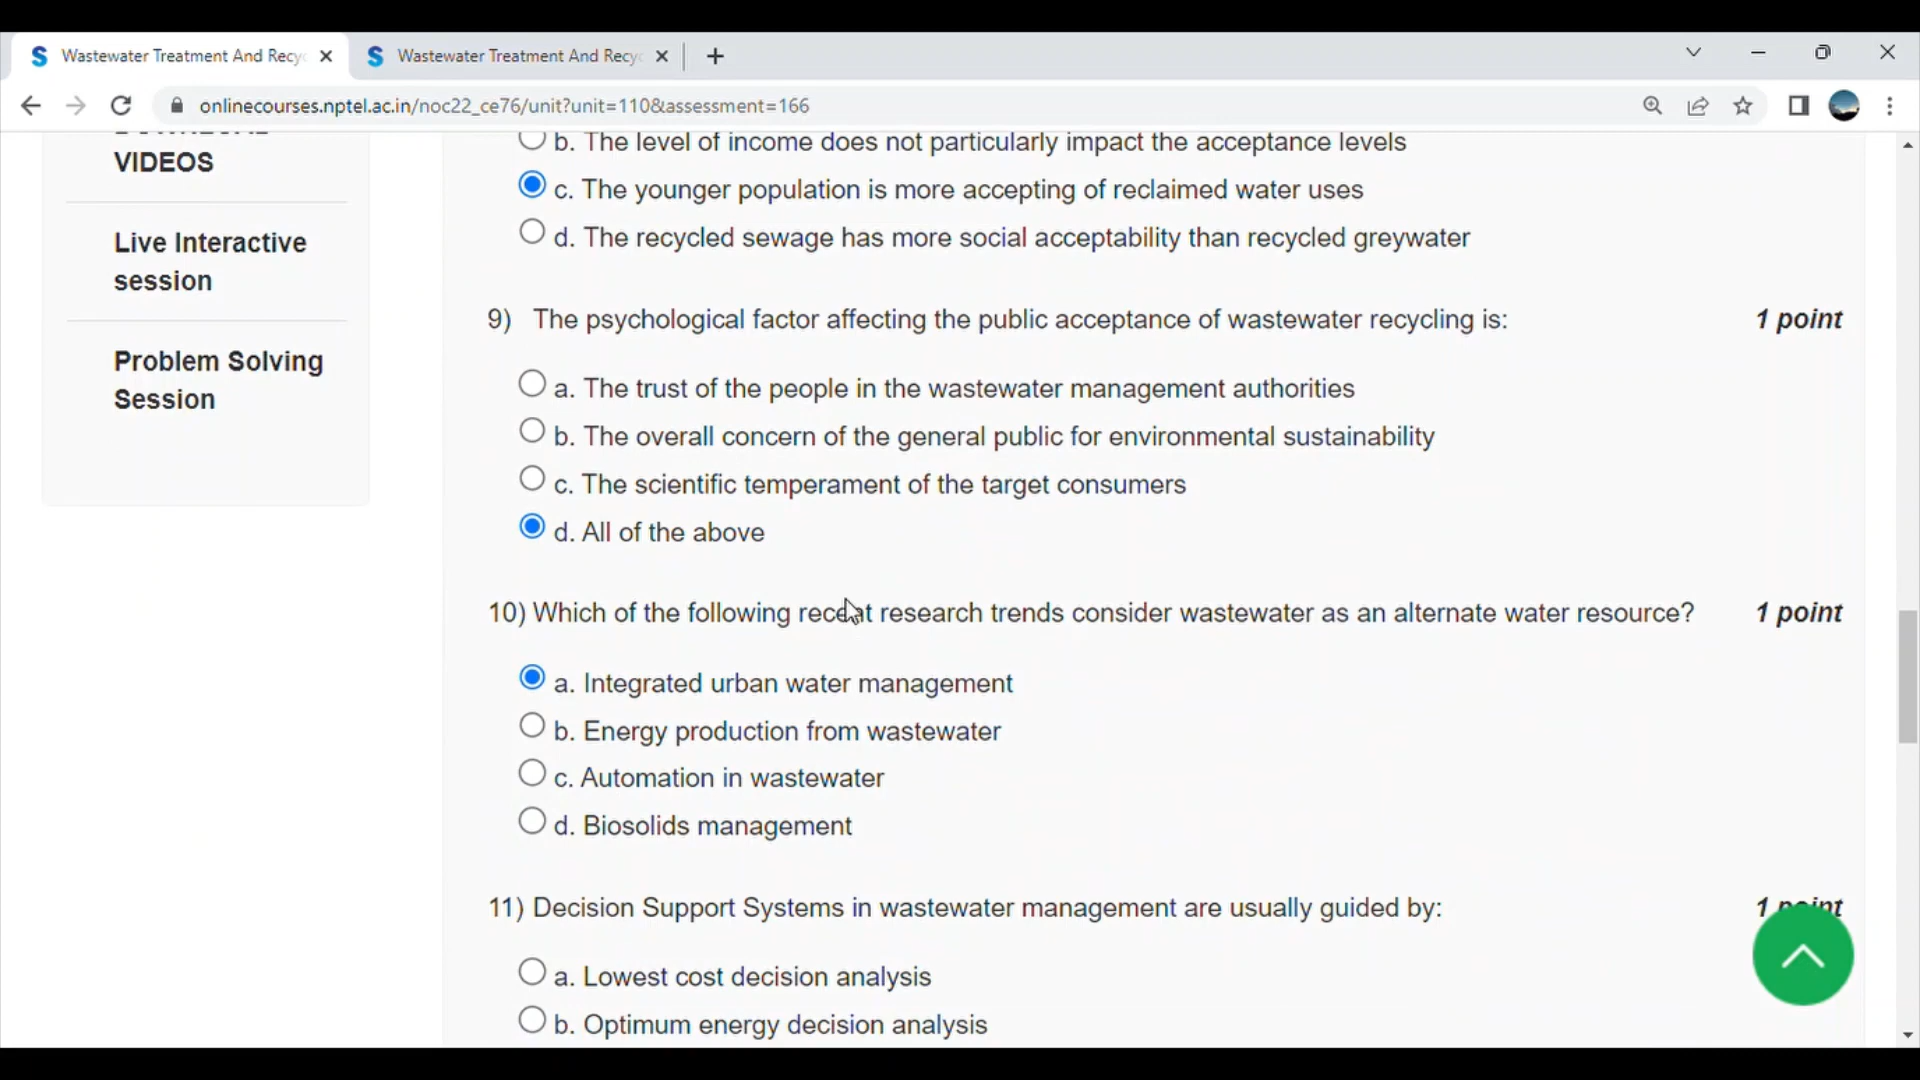 Wastewater Treatment And Recyc
Wastewater Treatment And Recyc
onlinecourses.nptel.ac.in/noc22_ce76/unit?unit=110&assessment=166
VIDEOS
Live Interactive
session
Problem Solving
Session
b. The level of income does not particularly impact the acceptance levels
c. The younger population is more accepting of reclaimed water uses
d. The recycled sewage has more social acceptability than recycled greywater
9) The psychological factor affecting the public acceptance of wastewater recycling is: 1 point
a. The trust of the people in the wastewater management authorities
b. The overall concern of the general public for environmental sustainability
c. The scientific temperament of the target consumers
d. All of the above
10) Which of the following recent research trends consider wastewater as an alternate water resource? 1 point
a. Integrated urban water management
b. Energy production from wastewater
c. Automation in wastewater
d. Biosolids management
11) Decision Support Systems in wastewater management are usually guided by: 1 point
a. Lowest cost decision analysis
b. Optimum energy decision analysis